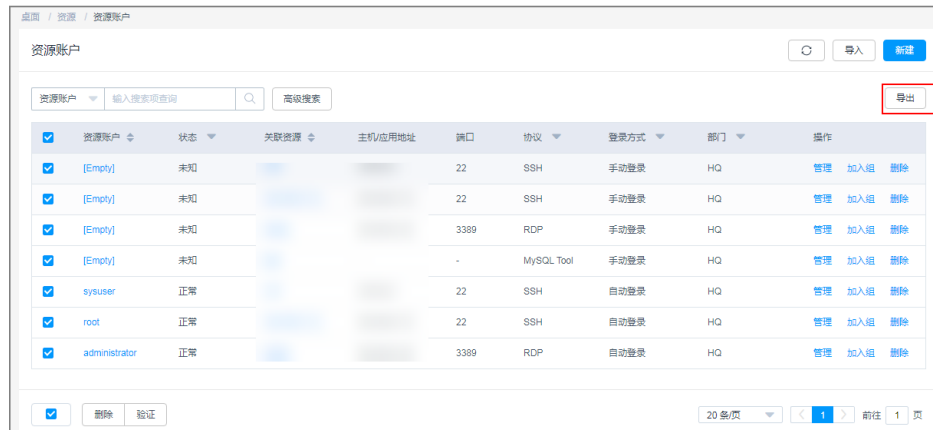 桌面 / 资源 / 资源账户
资源账户 导入 新建
资源账户 输入搜索项查询 高级搜索 导出
资源账户 状态 关联资源 主机/应用地址 端口 协议 登录方式 部门 操作
[Empty] 未知 22 SSH 手动登录 HQ 管理 加入组 删除
[Empty] 未知 22 SSH 手动登录 HQ 管理 加入组 删除
[Empty] 未知 3389 RDP 手动登录 HQ 管理 加入组 删除
[Empty] 未知 - MySQL Tool 手动登录 HQ 管理 加入组 删除
sysuser 正常 22 SSH 自动登录 HQ 管理 加入组 删除
root 正常 22 SSH 自动登录 HQ 管理 加入组 删除
administrator 正常 3389 RDP 自动登录 HQ 管理 加入组 删除
删除 验证 20 条/页 1 前往 1 页